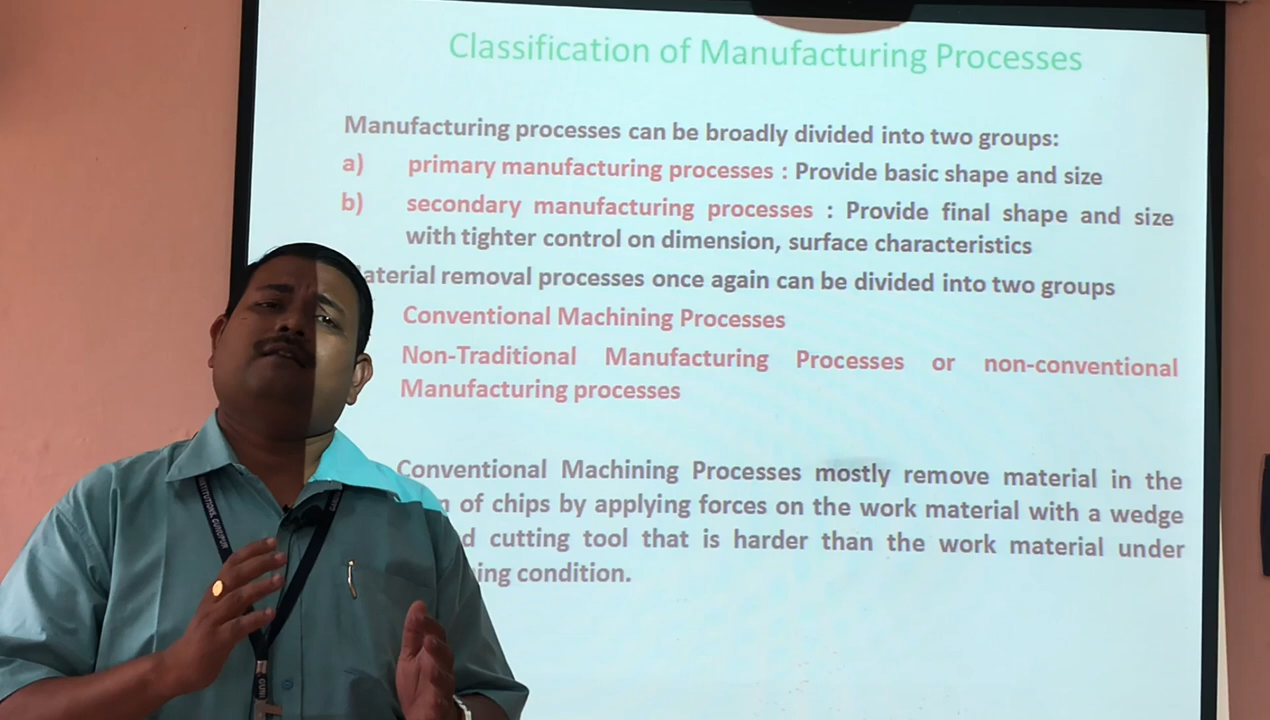 Classification of Manufacturing Processes
Manufacturing processes can be broadly divided into two groups:
a) primary manufacturing processes : Provide basic shape and size
b) secondary manufacturing processes : Provide final shape and size
with tighter control on dimension, surface characteristics
aterial removal processes once again can be divided into two groups
Conventional Machining Processes
Non-Traditional Manufacturing Processes or non-conventional
Manufacturing processes
Conventional Machining Processes mostly remove material in the
of chips by applying forces on the work material with a wedge
d cutting tool that is harder than the work material under
ing condition.